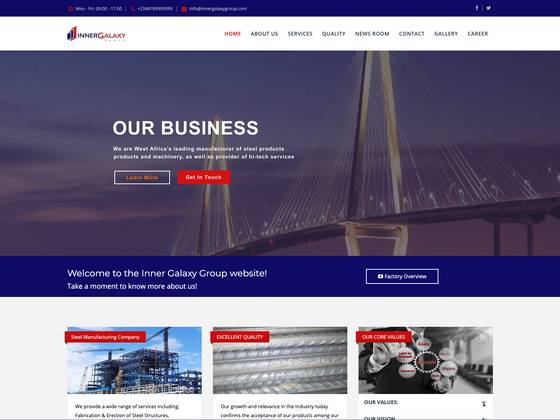 Mon - Fri: 09.00 - 17.00
+2348189999399
info@innergalaxygroup.com
INNERGALAXY
GROUP
HOME
ABOUT US
SERVICES
QUALITY
NEWS ROOM
CONTACT
GALLERY
CAREER
OUR BUSINESS
We are West Africa's leading manufacturer of steel products
products and machinery, as well as provider of hi-tech services
Learn More
Get In Touch
Welcome to the Inner Galaxy Group website!
Take a moment to know more about us!
Factory Overview
Steel Manufacturing Company
EXCELLENT QUALITY
OUR CORE VALUES
We provide a wide range of services including:
Fabrication & Erection of Steel Structures,
Our growth and relevance in the Industry today
confirms the acceptance of our products among our
OUR VALUES:
OUR VISION